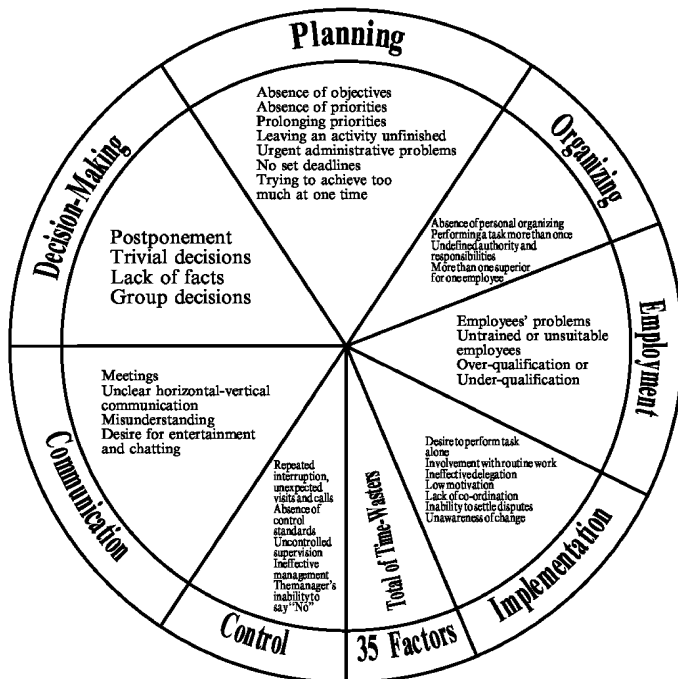 Planning
Absence of objectives
Absence of priorities
Prolonging priorities
Leaving an activity unfinished
Urgent administrative problems
No set deadlines
Trying to achieve too
much at one time
Organizing
Absence of personal organizing
Performing a task more than once
Undefined authority and
responsibilities
More than one superior
for one employee
Employment
Employees' problems
Untrained or unsuitable
employees
Over-qualification or
Under-qualification
Implementation
Desire to perform task
alone
Involvement with routine work
Ineffective delegation
Low motivation
Lack of co-ordination
Inability to settle disputes
Unawareness of change
Total of Time-Wasters
35 Factors
Control
Repeated
interruption,
unexpected
visits and calls
Absence of
control
standards
Uncontrolled
supervision
Ineffective
management
The manager's
inability to
say "No"
Communication
Meetings
Unclear horizontal-vertical
communication
Misunderstanding
Desire for entertainment
and chatting
Decision-Making
Postponement
Trivial decisions
Lack of facts
Group decisions